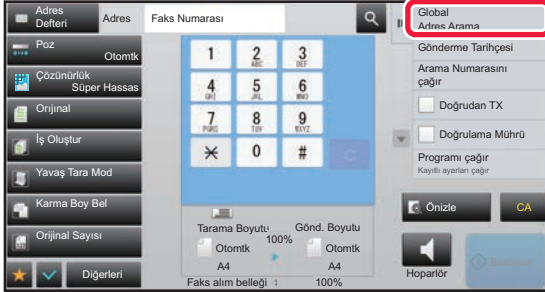 Adres
Defteri
Adres
Faks Numarası
Global
Adres Arama
Poz
Otomtk
Çözünürlük
Süper Hassas
Orijinal
İş Oluştur
Yavaş Tara Mod
Karma Boy Bel
Orijinal Sayısı
Diğerleri
1
2
ABC
3
DEF
4
GHI
5
JKL
6
MNO
7
PQRS
8
TUV
9
WXYZ
0
#
C
Tarama Boyutu
100%
Gönd. Boyutu
Otomtk
Otomtk
A4
A4
Faks alım belleği : 100%
Gönderme Tarihçesi
Arama Numarasını
çağır
Doğrudan TX
Doğrulama Mührü
Programı çağır
Kayıtlı ayarları çağır
Önizle
CA
Hoparlör